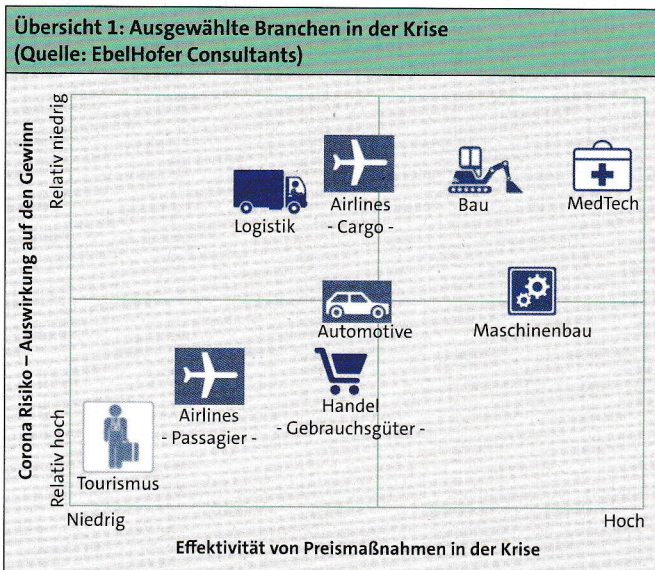 Übersicht 1: Ausgewählte Branchen in der Krise
(Quelle: EbelHofer Consultants)
Corona Risiko – Auswirkung auf den Gewinn
Relativ niedrig
Relativ hoch
Logistik
Airlines
- Cargo -
Bau
MedTech
Automotive
Maschinenbau
Airlines
- Passagier -
Handel
- Gebrauchsgüter -
Tourismus
Niedrig
Hoch
Effektivität von Preismaßnahmen in der Krise